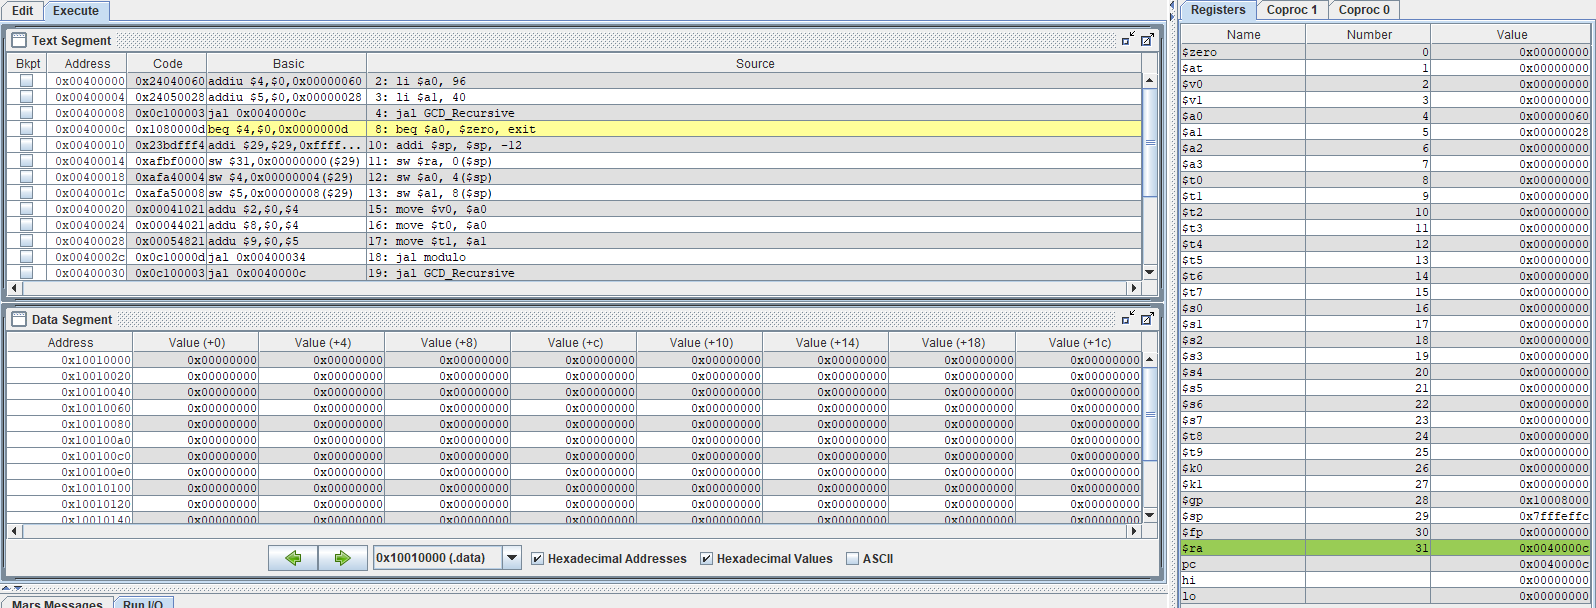 Edit Execute
Text Segment
Bkpt Address Code Basic Source
0x00400000 0x24040060 addiu $4,$0,0x00000060 2: li $a0, 96
0x00400004 0x24050028 addiu $5,$0,0x00000028 3: li $a1, 40
0x00400008 0x0c100003 jal 0x0040000c 4: jal GCD_Recursive
0x0040000c 0x1080000d beq $4,$0,0x0000000d 8: beq $a0, $zero, exit
0x00400010 0x23bdfff4 addi $29,$29,0xffff... 10: addi $sp, $sp, -12
0x00400014 0xafbf0000 sw $31,0x00000000($29) 11: sw $ra, 0($sp)
0x00400018 0xafa40004 sw $4,0x00000004($29) 12: sw $a0, 4($sp)
0x0040001c 0xafa50008 sw $5,0x00000008($29) 13: sw $a1, 8($sp)
0x00400020 0x00041021 addu $2,$0,$4 15: move $v0, $a0
0x00400024 0x00044021 addu $8,$0,$4 16: move $t0, $a0
0x00400028 0x00054821 addu $9,$0,$5 17: move $t1, $a1
0x0040002c 0x0c10000d jal 0x00400034 18: jal modulo
0x00400030 0x0c100003 jal 0x0040000c 19: jal GCD_Recursive
Data Segment
Address Value (+0) Value (+4) Value (+8) Value (+c) Value (+10) Value (+14) Value (+18) Value (+1c)
0x10010000 0x00000000 0x00000000 0x00000000 0x00000000 0x00000000 0x00000000 0x00000000 0x00000000
0x10010020 0x00000000 0x00000000 0x00000000 0x00000000 0x00000000 0x00000000 0x00000000 0x00000000
0x10010040 0x00000000 0x00000000 0x00000000 0x00000000 0x00000000 0x00000000 0x00000000 0x00000000
0x10010060 0x00000000 0x00000000 0x00000000 0x00000000 0x00000000 0x00000000 0x00000000 0x00000000
0x10010080 0x00000000 0x00000000 0x00000000 0x00000000 0x00000000 0x00000000 0x00000000 0x00000000
0x100100a0 0x00000000 0x00000000 0x00000000 0x00000000 0x00000000 0x00000000 0x00000000 0x00000000
0x100100c0 0x00000000 0x00000000 0x00000000 0x00000000 0x00000000 0x00000000 0x00000000 0x00000000
0x100100e0 0x00000000 0x00000000 0x00000000 0x00000000 0x00000000 0x00000000 0x00000000 0x00000000
0x10010100 0x00000000 0x00000000 0x00000000 0x00000000 0x00000000 0x00000000 0x00000000 0x00000000
0x10010120 0x00000000 0x00000000 0x00000000 0x00000000 0x00000000 0x00000000 0x00000000 0x00000000
0x10010140 0x00000000 0x00000000 0x00000000 0x00000000 0x00000000 0x00000000 0x00000000 0x00000000
0x10010000 (.data) Hexadecimal Addresses Hexadecimal Values ASCII
Mars Messages Run I/O
Registers Coproc 1 Coproc 0
Name Number Value
$zero 0 0x00000000
$at 1 0x00000000
$v0 2 0x00000000
$v1 3 0x00000000
$a0 4 0x00000060
$a1 5 0x00000028
$a2 6 0x00000000
$a3 7 0x00000000
$t0 8 0x00000000
$t1 9 0x00000000
$t2 10 0x00000000
$t3 11 0x00000000
$t4 12 0x00000000
$t5 13 0x00000000
$t6 14 0x00000000
$t7 15 0x00000000
$s0 16 0x00000000
$s1 17 0x00000000
$s2 18 0x00000000
$s3 19 0x00000000
$s4 20 0x00000000
$s5 21 0x00000000
$s6 22 0x00000000
$s7 23 0x00000000
$t8 24 0x00000000
$t9 25 0x00000000
$k0 26 0x00000000
$k1 27 0x00000000
$gp 28 0x10008000
$sp 29 0x7fffeffc
$fp 30 0x00000000
$ra 31 0x0040000c
pc 0x0040000c
hi 0x00000000
lo 0x00000000